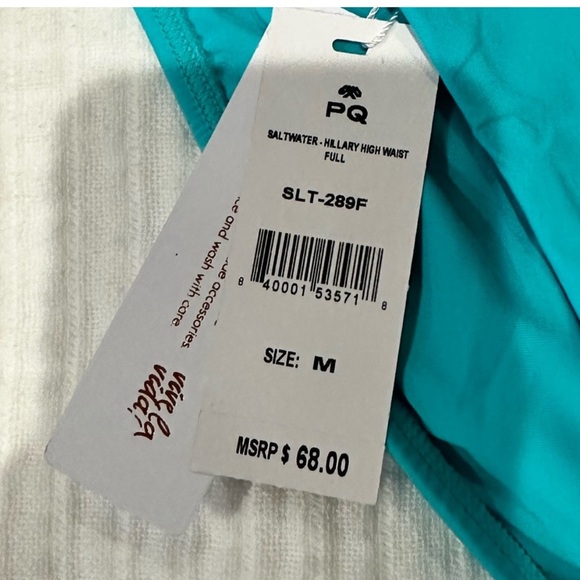 PQ
SALTWATER - HILLARY HIGH WAIST
FULL
SLT-289F
8 40001 53571 8
SIZE: M
MSRP $ 68.00
and wash with care.
accessories.
vive la
vida!